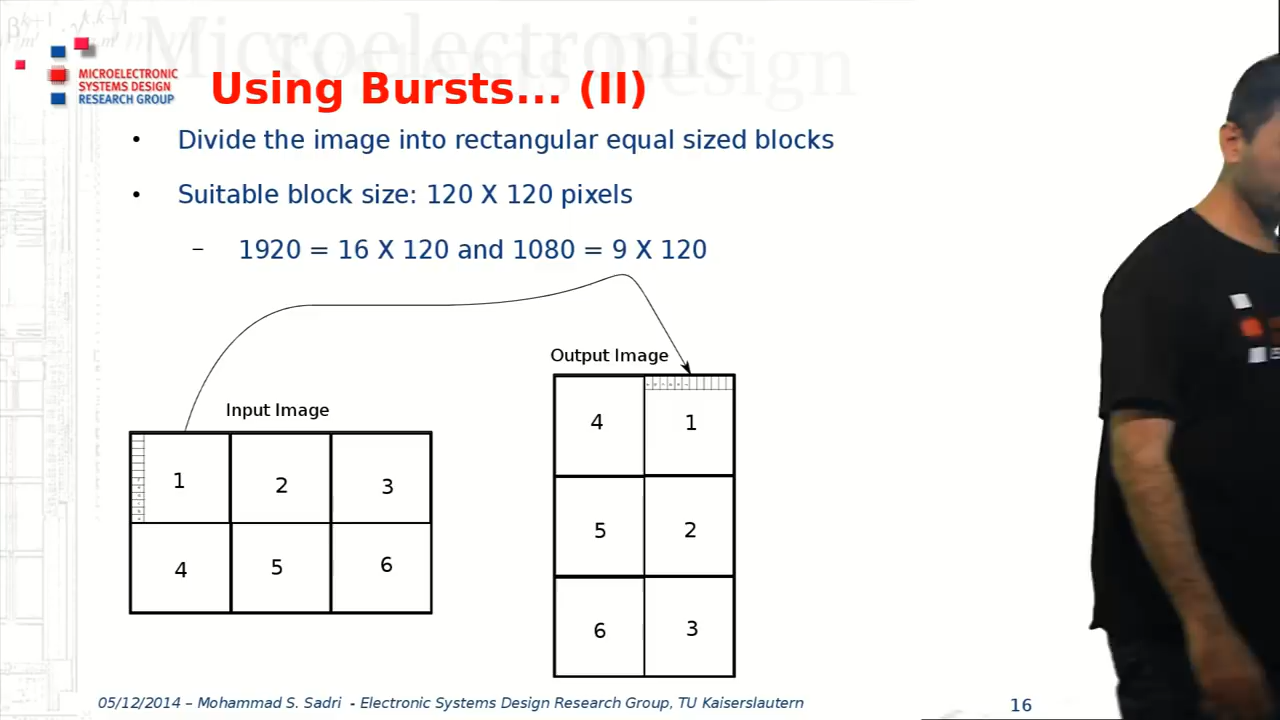 Microelectronic
Systems Design
MICROELECTRONIC
SYSTEMS DESIGN
RESEARCH GROUP
Using Bursts... (II)
• Divide the image into rectangular equal sized blocks
• Suitable block size: 120 X 120 pixels
– 1920 = 16 X 120 and 1080 = 9 X 120
Input Image
1 2 3
4 5 6
Output Image
4 1
5 2
6 3
05/12/2014 – Mohammad S. Sadri - Electronic Systems Design Research Group, TU Kaiserslautern
16